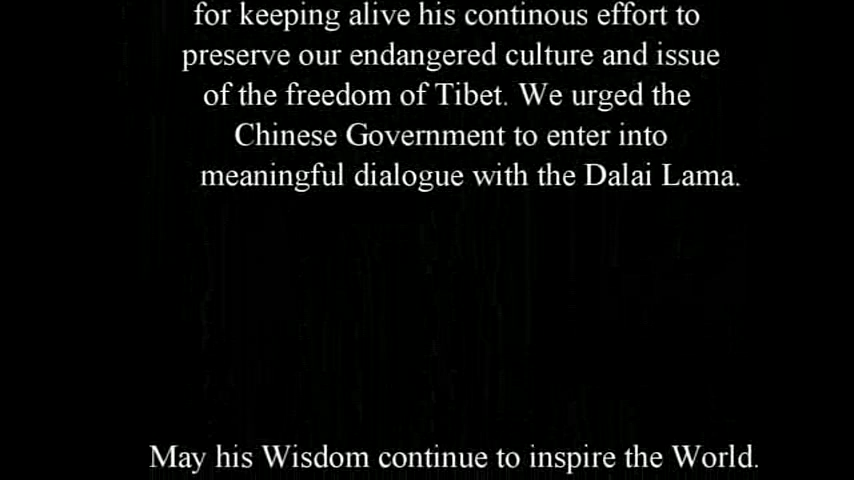 for keeping alive his continous effort to
preserve our endangered culture and issue
of the freedom of Tibet. We urged the
Chinese Government to enter into
meaningful dialogue with the Dalai Lama.
May his Wisdom continue to inspire the World.